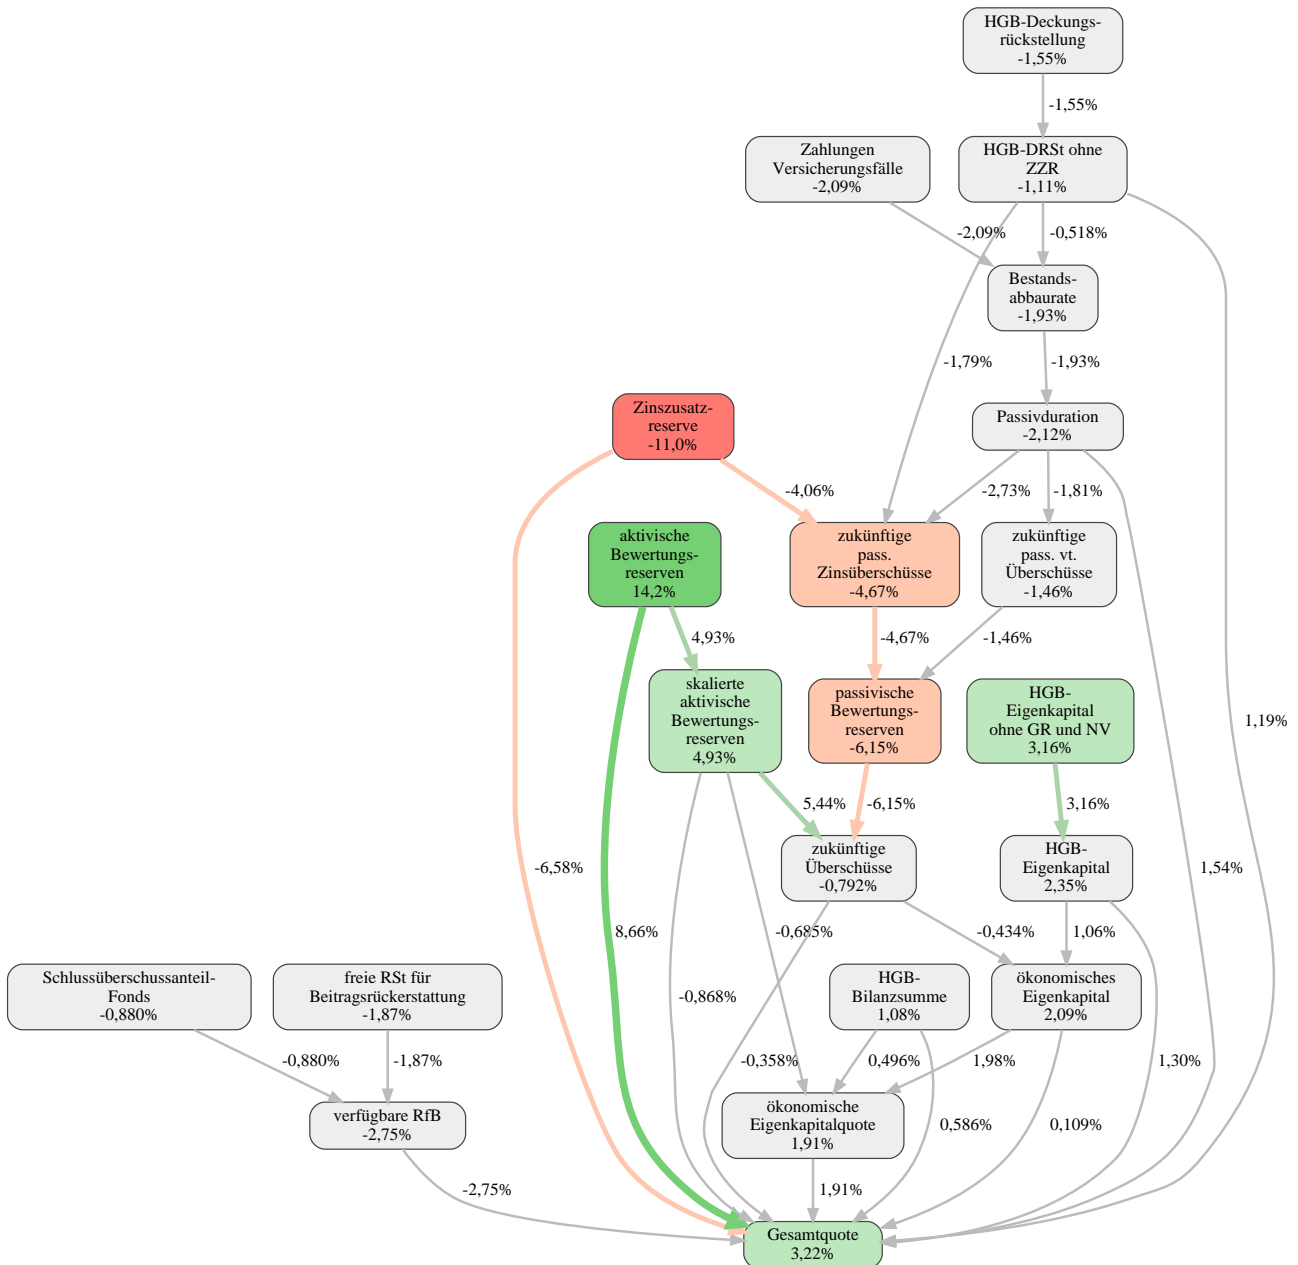 HGB-Deckungs-
rückstellung
-1,55%
-1,55%
Zahlungen
Versicherungsfälle
-2,09%
HGB-DRSt ohne
ZZR
-1,11%
-2,09%
-0,518%
Bestands-
abbaurate
-1,93%
-1,79%
-1,93%
Zinszusatz-
reserve
-11,0%
Passivduration
-2,12%
-4,06%
-2,73%
-1,81%
aktivische
Bewertungs-
reserven
14,2%
zukünftige
pass.
Zinsüberschüsse
-4,67%
zukünftige
pass. vt.
Überschüsse
-1,46%
4,93%
-4,67%
-1,46%
skalierte
aktivische
Bewertungs-
reserven
4,93%
passivische
Bewertungs-
reserven
-6,15%
HGB-
Eigenkapital
ohne GR und NV
3,16%
1,19%
5,44%
-6,15%
3,16%
zukünftige
Überschüsse
-0,792%
HGB-
Eigenkapital
2,35%
-6,58%
1,54%
8,66%
-0,685%
-0,434%
1,06%
Schlussüberschussanteil-
Fonds
-0,880%
freie RSt für
Beitragsrückerstattung
-1,87%
-0,868%
HGB-
Bilanzsumme
1,08%
ökonomisches
Eigenkapital
2,09%
-0,880%
-1,87%
-0,358%
0,496%
1,98%
1,30%
verfügbare RfB
-2,75%
ökonomische
Eigenkapitalquote
1,91%
0,586%
0,109%
-2,75%
1,91%
Gesamtquote
3,22%